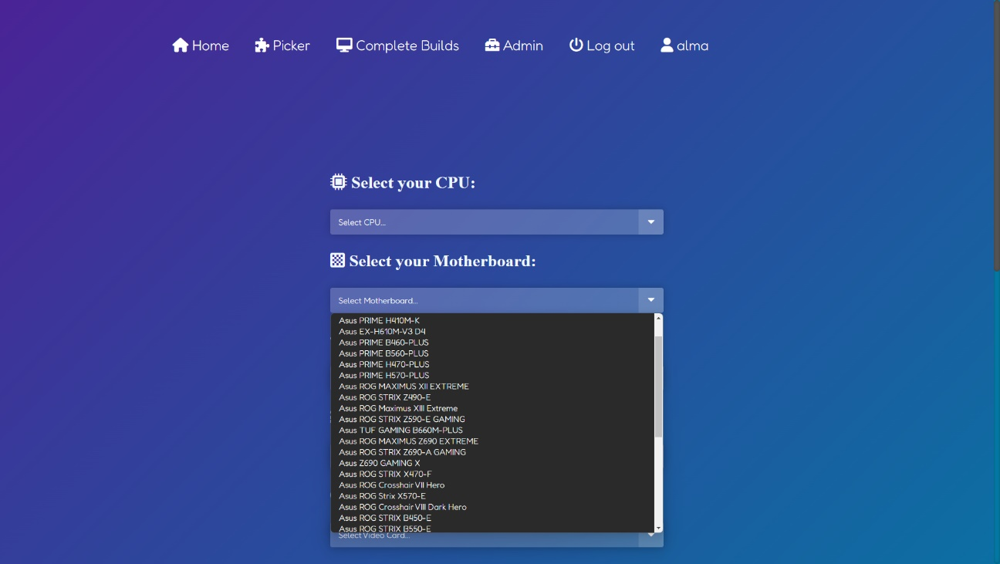 Home Picker Complete Builds Admin Log out alma
Select your CPU:
Select CPU...
Select your Motherboard:
Select Motherboard...
Asus PRIME H410M-K
Asus EX-H610M-V3 D4
Asus PRIME B460-PLUS
Asus PRIME B560-PLUS
Asus PRIME H470-PLUS
Asus PRIME H570-PLUS
Asus ROG MAXIMUS XII EXTREME
Asus ROG STRIX Z490-E
Asus ROG Maximus XIII Extreme
Asus ROG STRIX Z590-E GAMING
Asus TUF GAMING B660M-PLUS
Asus ROG MAXIMUS Z690 EXTREME
Asus ROG STRIX Z690-A GAMING
Asus Z690 GAMING X
Asus ROG STRIX X470-F
Asus ROG Crosshair VII Hero
Asus ROG Strix X570-E
Asus ROG Crosshair VIII Dark Hero
Asus ROG STRIX B450-E
Asus ROG STRIX B550-E
Select Video Card...